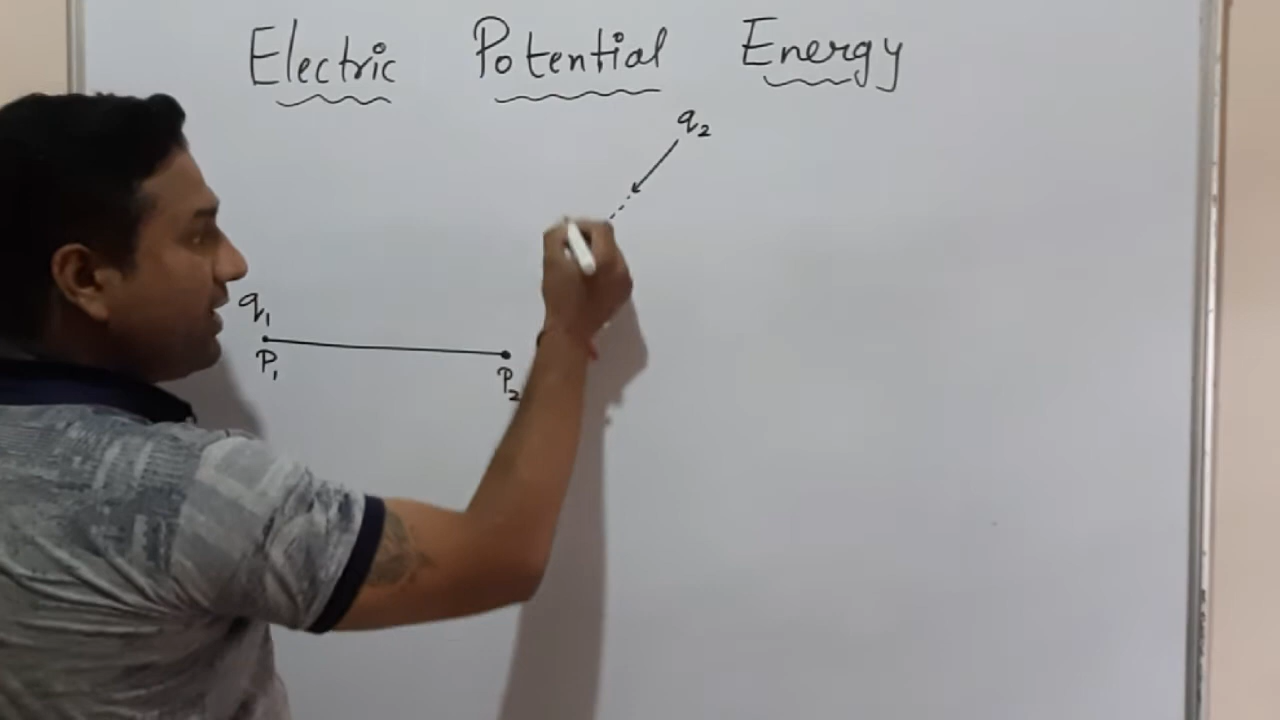 Electric Potential Energy
q₂
q₁
P₁
P₂